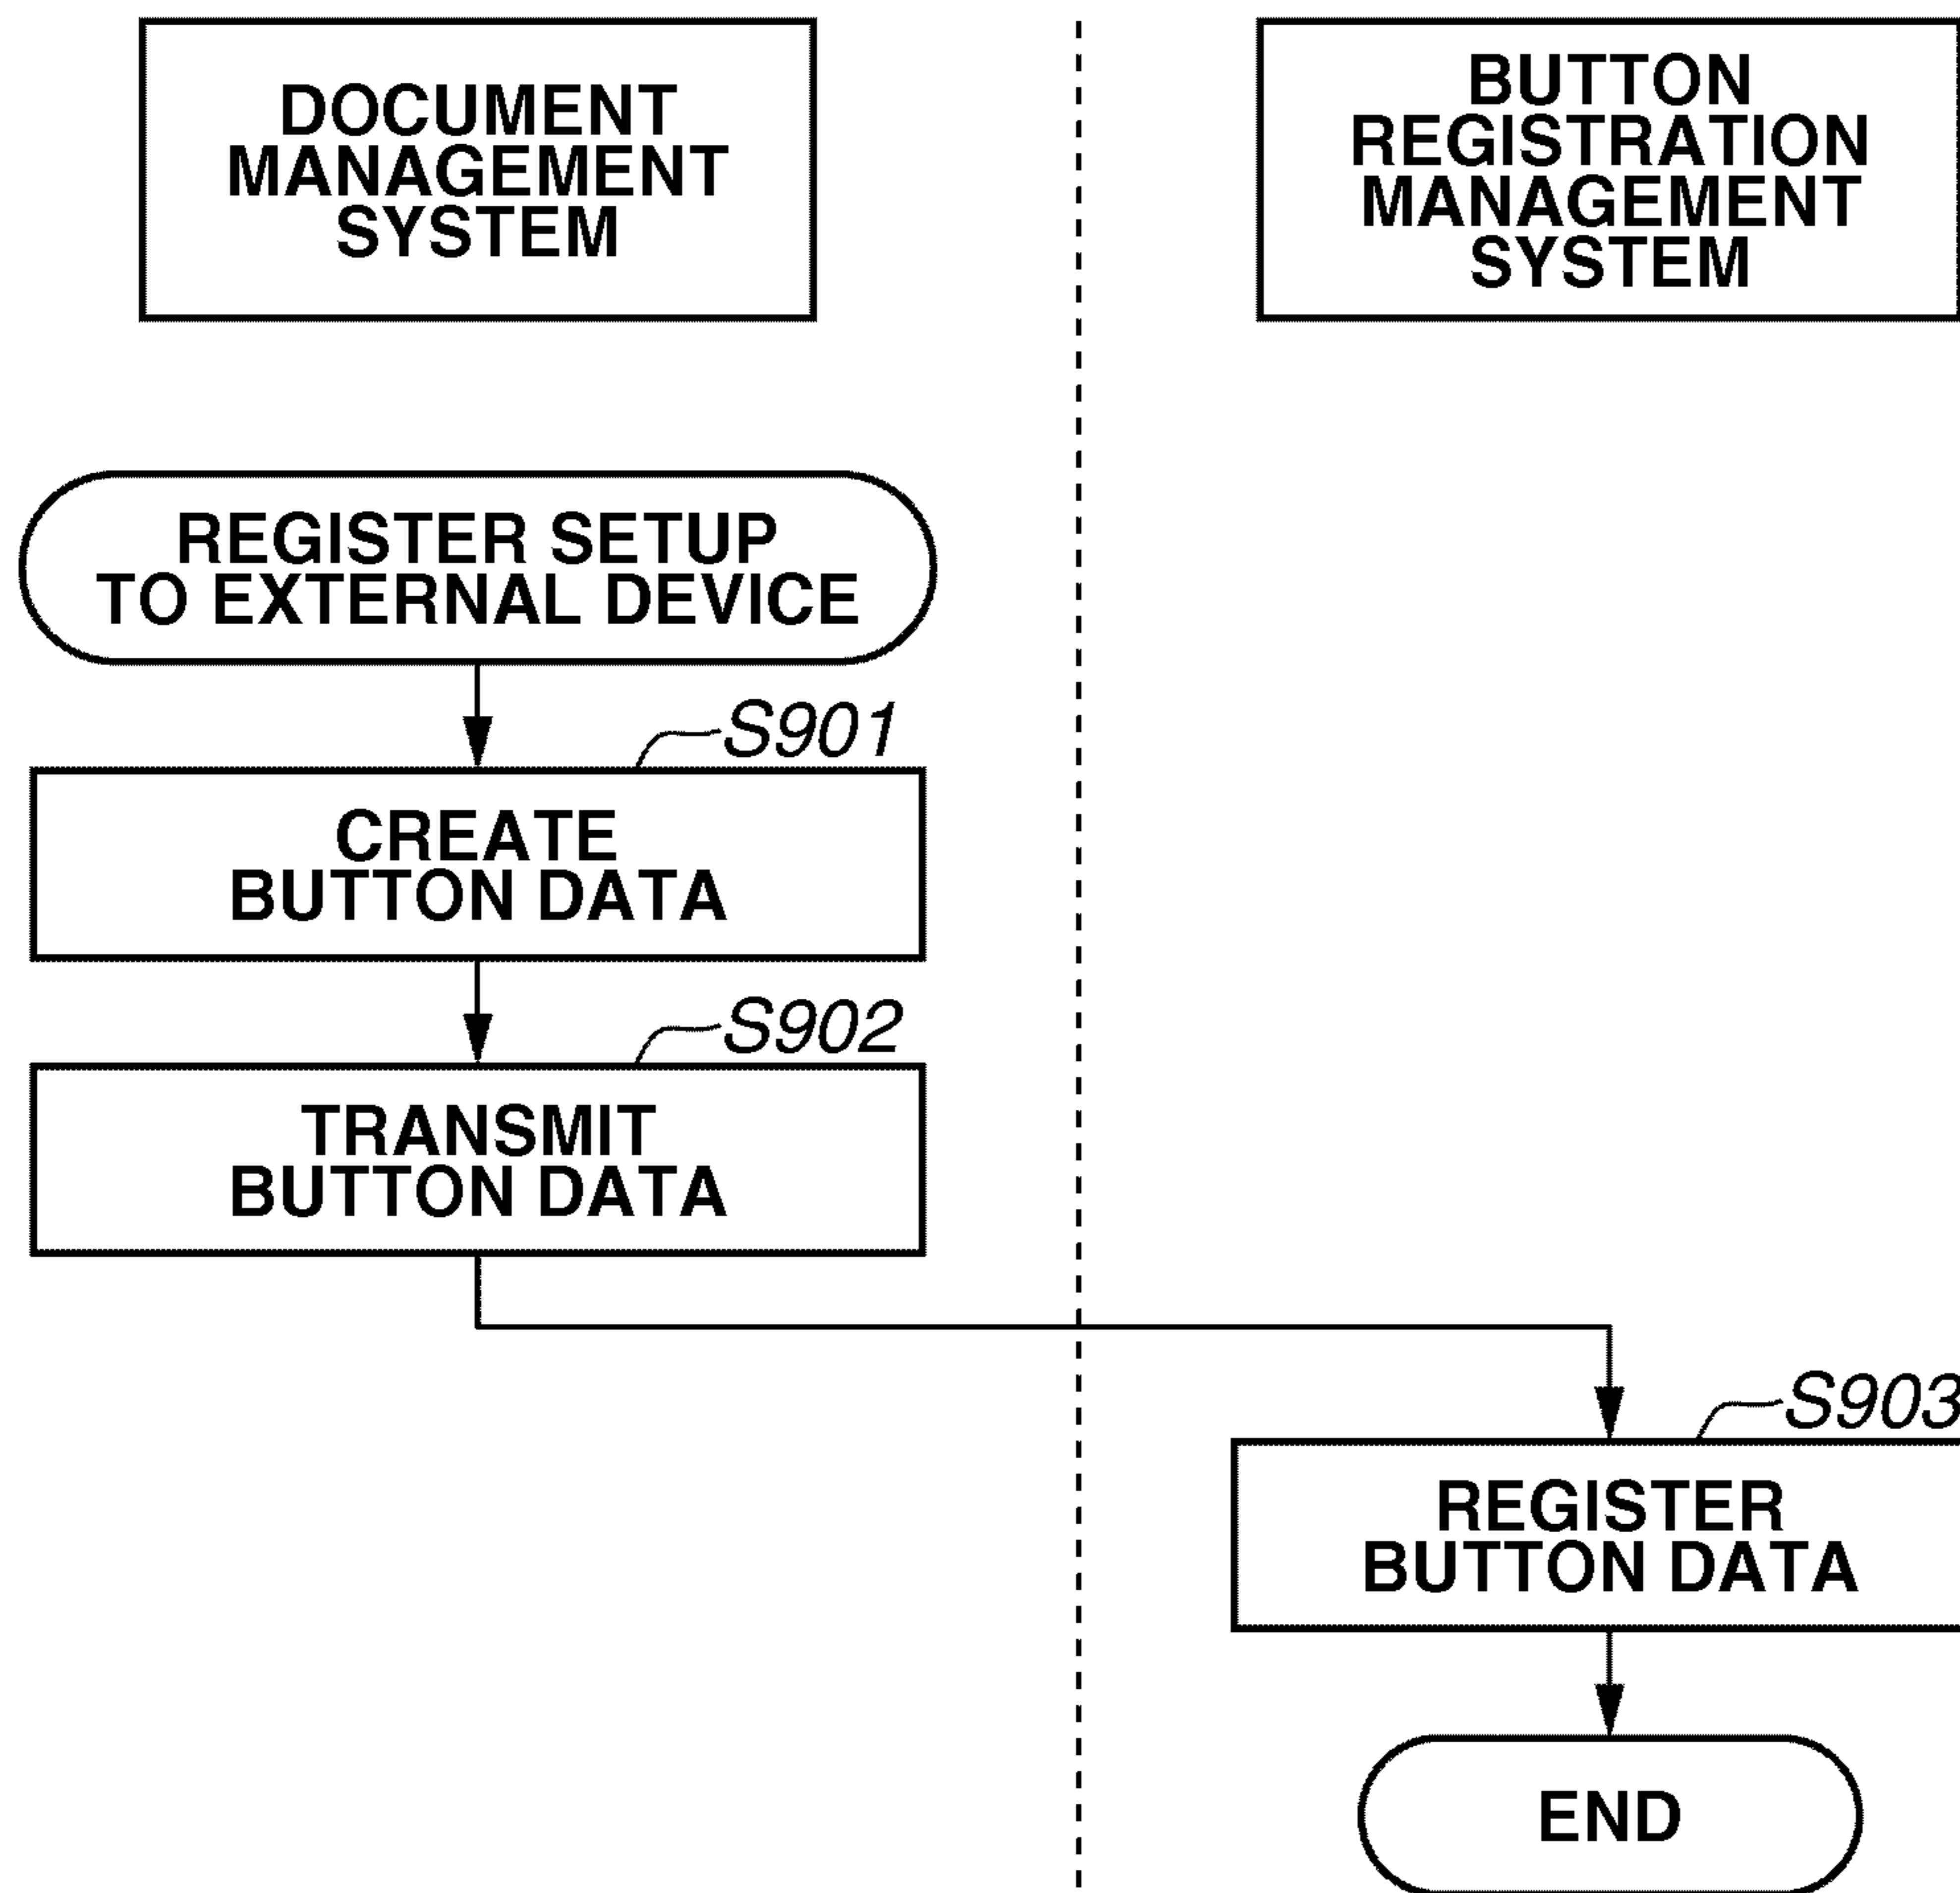 DOCUMENT
MANAGEMENT
SYSTEM
BUTTON
REGISTRATION
MANAGEMENT
SYSTEM
REGISTER SETUP
TO EXTERNAL DEVICE
S901
CREATE
BUTTON DATA
S902
TRANSMIT
BUTTON DATA
S903
REGISTER
BUTTON DATA
END